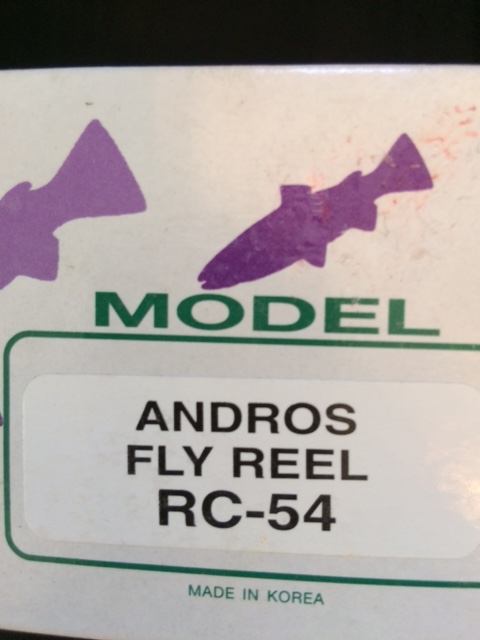 MODEL
ANDROS
FLY REEL
RC-54
MADE IN KOREA